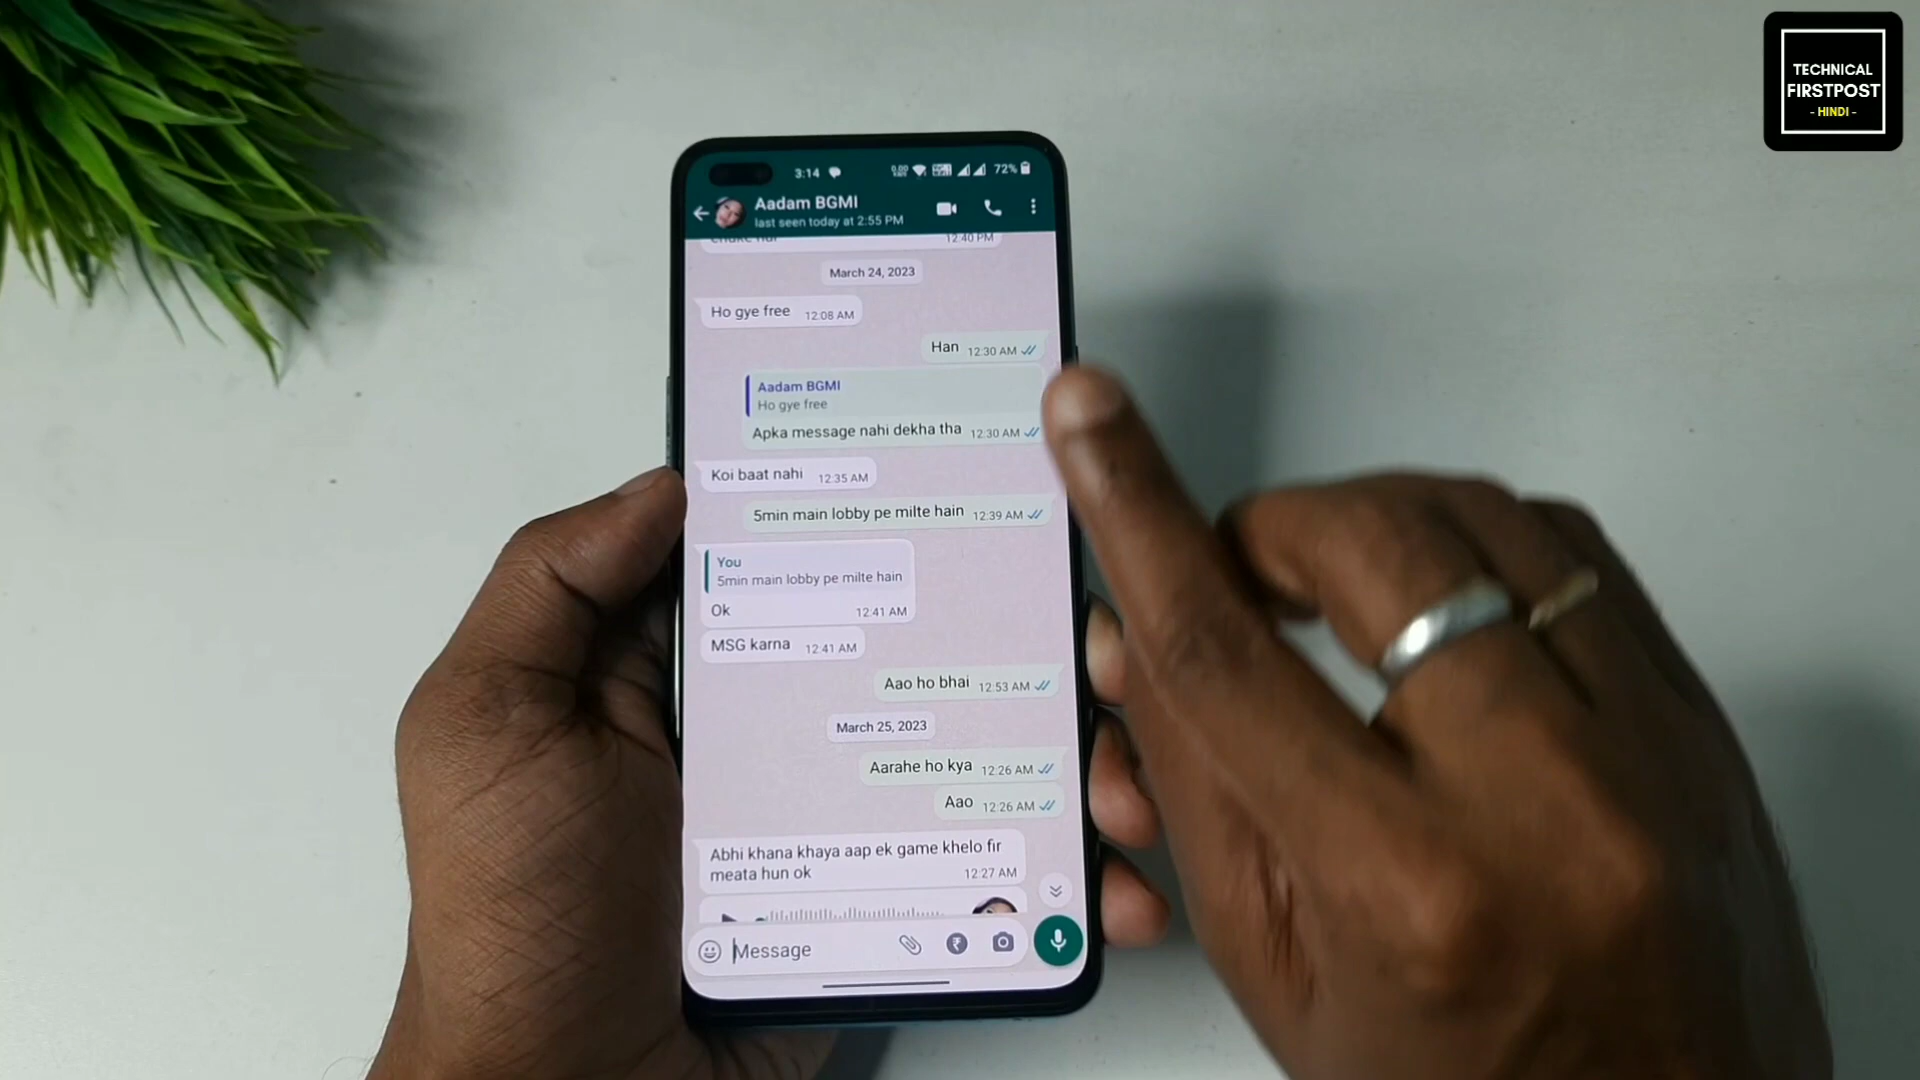 TECHNICAL
FIRSTPOST
- HINDI -
3:14
72%
Aadam BGMI
last seen today at 2:55 PM
12:40 PM
March 24, 2023
Ho gye free 12:08 AM
Han 12:30 AM
Aadam BGMI
Ho gye free
Apka message nahi dekha tha 12:30 AM
Koi baat nahi 12:35 AM
5min main lobby pe milte hain 12:39 AM
You
5min main lobby pe milte hain
Ok 12:41 AM
MSG karna 12:41 AM
Aao ho bhai 12:53 AM
March 25, 2023
Aarahe ho kya 12:26 AM
Aao 12:26 AM
Abhi khana khaya aap ek game khelo fir
meata hun ok 12:27 AM
Message